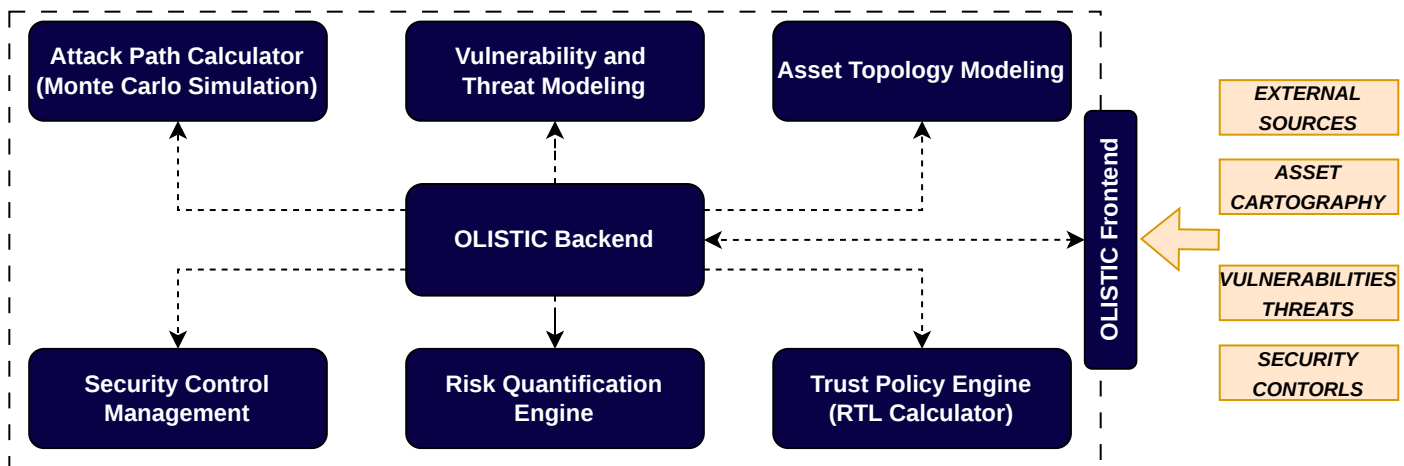 Attack Path Calculator
(Monte Carlo Simulation)
Vulnerability and
Threat Modeling
Asset Topology Modeling
OLISTIC Backend
Security Control
Management
Risk Quantification
Engine
Trust Policy Engine
(RTL Calculator)
OLISTIC Frontend
EXTERNAL
SOURCES
ASSET
CARTOGRAPHY
VULNERABILITIES
THREATS
SECURITY
CONTORLS